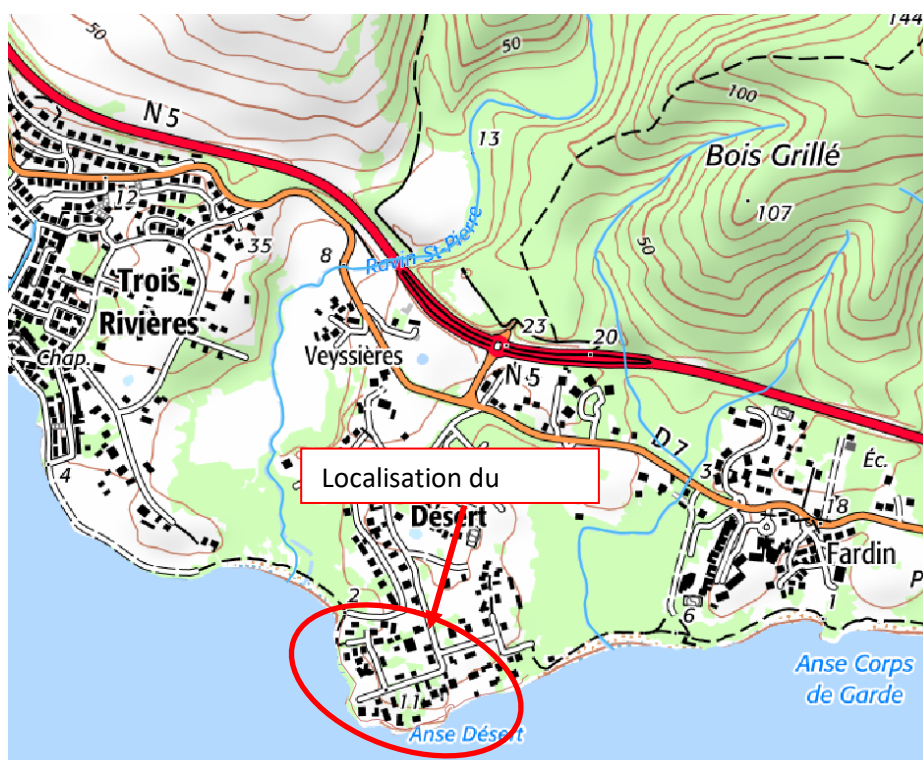 50
144
50
N 5
100
13
Bois Grillé
12
107
Ravin St-Pierre
35
50
8
Trois
Rivières
23
20
Chap.
Veyssières
N 5
D 7
Éc.
3
4
Localisation du
18
Désert
Fardin
P
2
1
6
Anse Corps
de Garde
11
Anse Désert